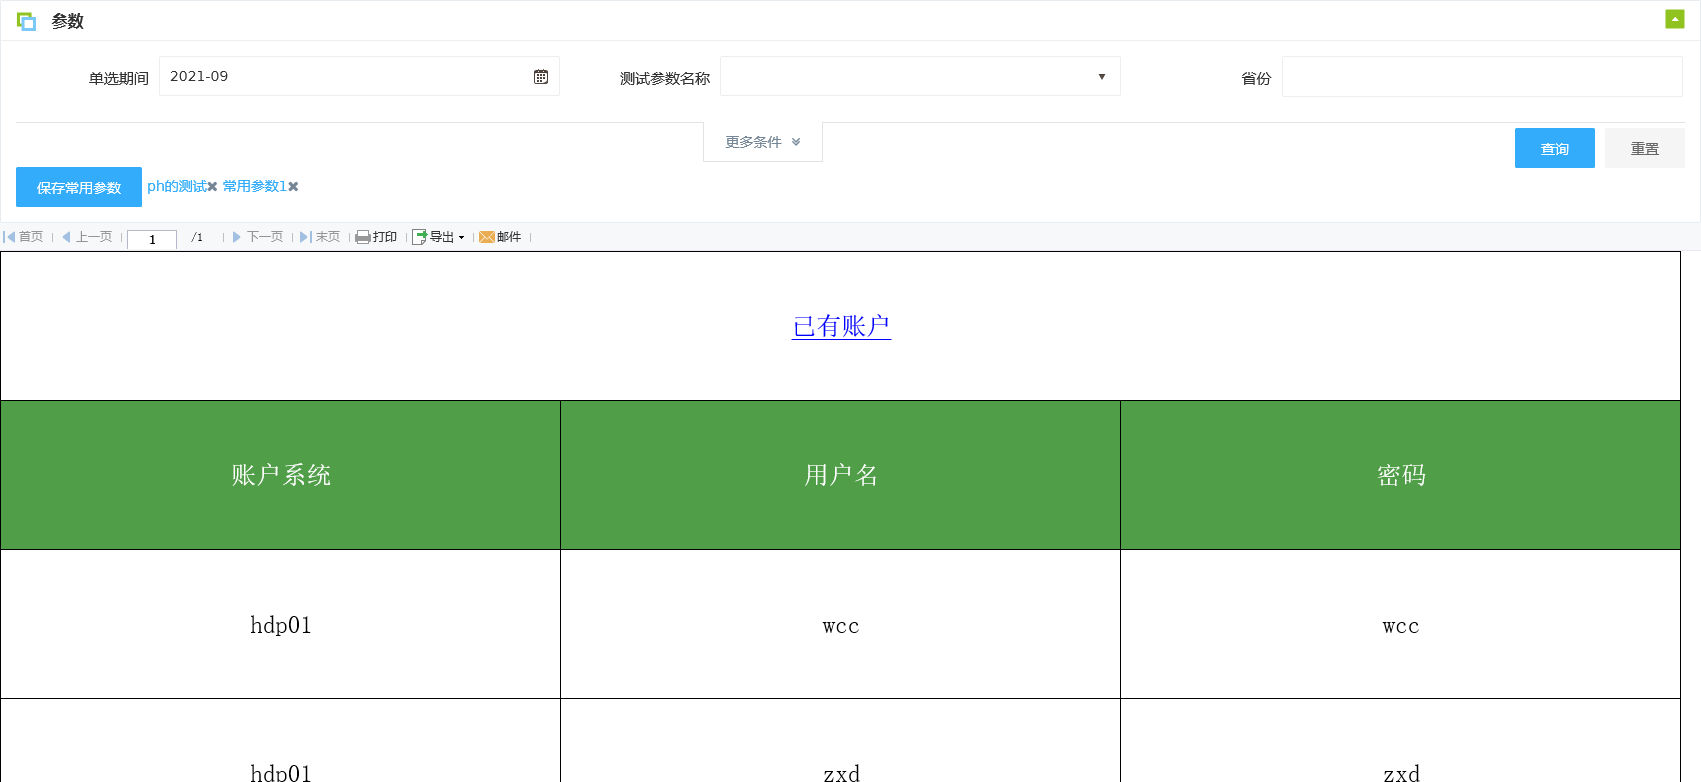 参数
单选期间 2021-09 测试参数名称 省份
更多条件 查询 重置
保存常用参数 ph的测试 常用参数1
首页 上一页 1 /1 下一页 末页 打印 导出 邮件
已有账户
账户系统 用户名 密码
hdp01 wcc wcc
hdp01 zxd zxd